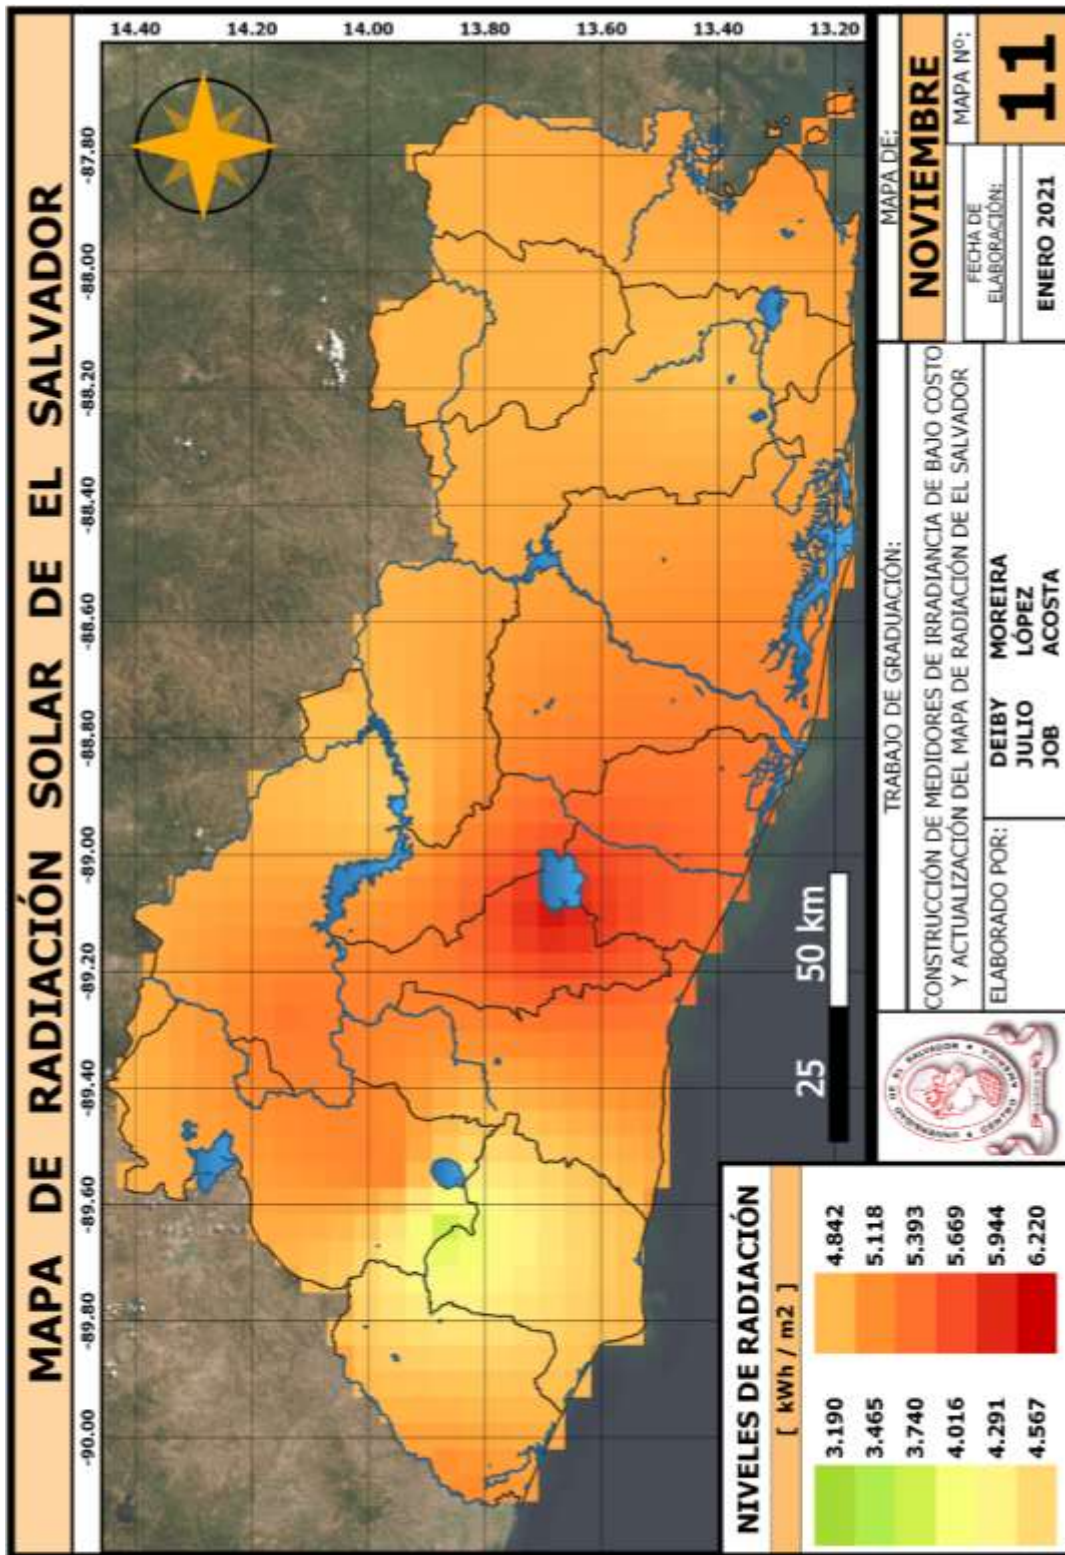 MAPA DE RADIACIÓN SOLAR DE EL SALVADOR
-90.00 -89.80 -89.60 -89.40 -89.20 -89.00 -88.80 -88.60 -88.40 -88.20 -88.00 -87.80
14.40
14.20
14.00
13.80
13.60
13.40
13.20
25 50 km
NIVELES DE RADIACIÓN
[ kWh / m2 ]
3.190 4.842
3.465 5.118
3.740 5.393
4.016 5.669
4.291 5.944
4.567 6.220
TRABAJO DE GRADUACIÓN:
CONSTRUCCIÓN DE MEDIDORES DE IRRADIANCIA DE BAJO COSTO
Y ACTUALIZACIÓN DEL MAPA DE RADIACIÓN DE EL SALVADOR
ELABORADO POR:
DEIBY MOREIRA
JULIO LÓPEZ
JOB ACOSTA
MAPA DE:
NOVIEMBRE
FECHA DE
ELABORACIÓN:
ENERO 2021
MAPA Nº:
11